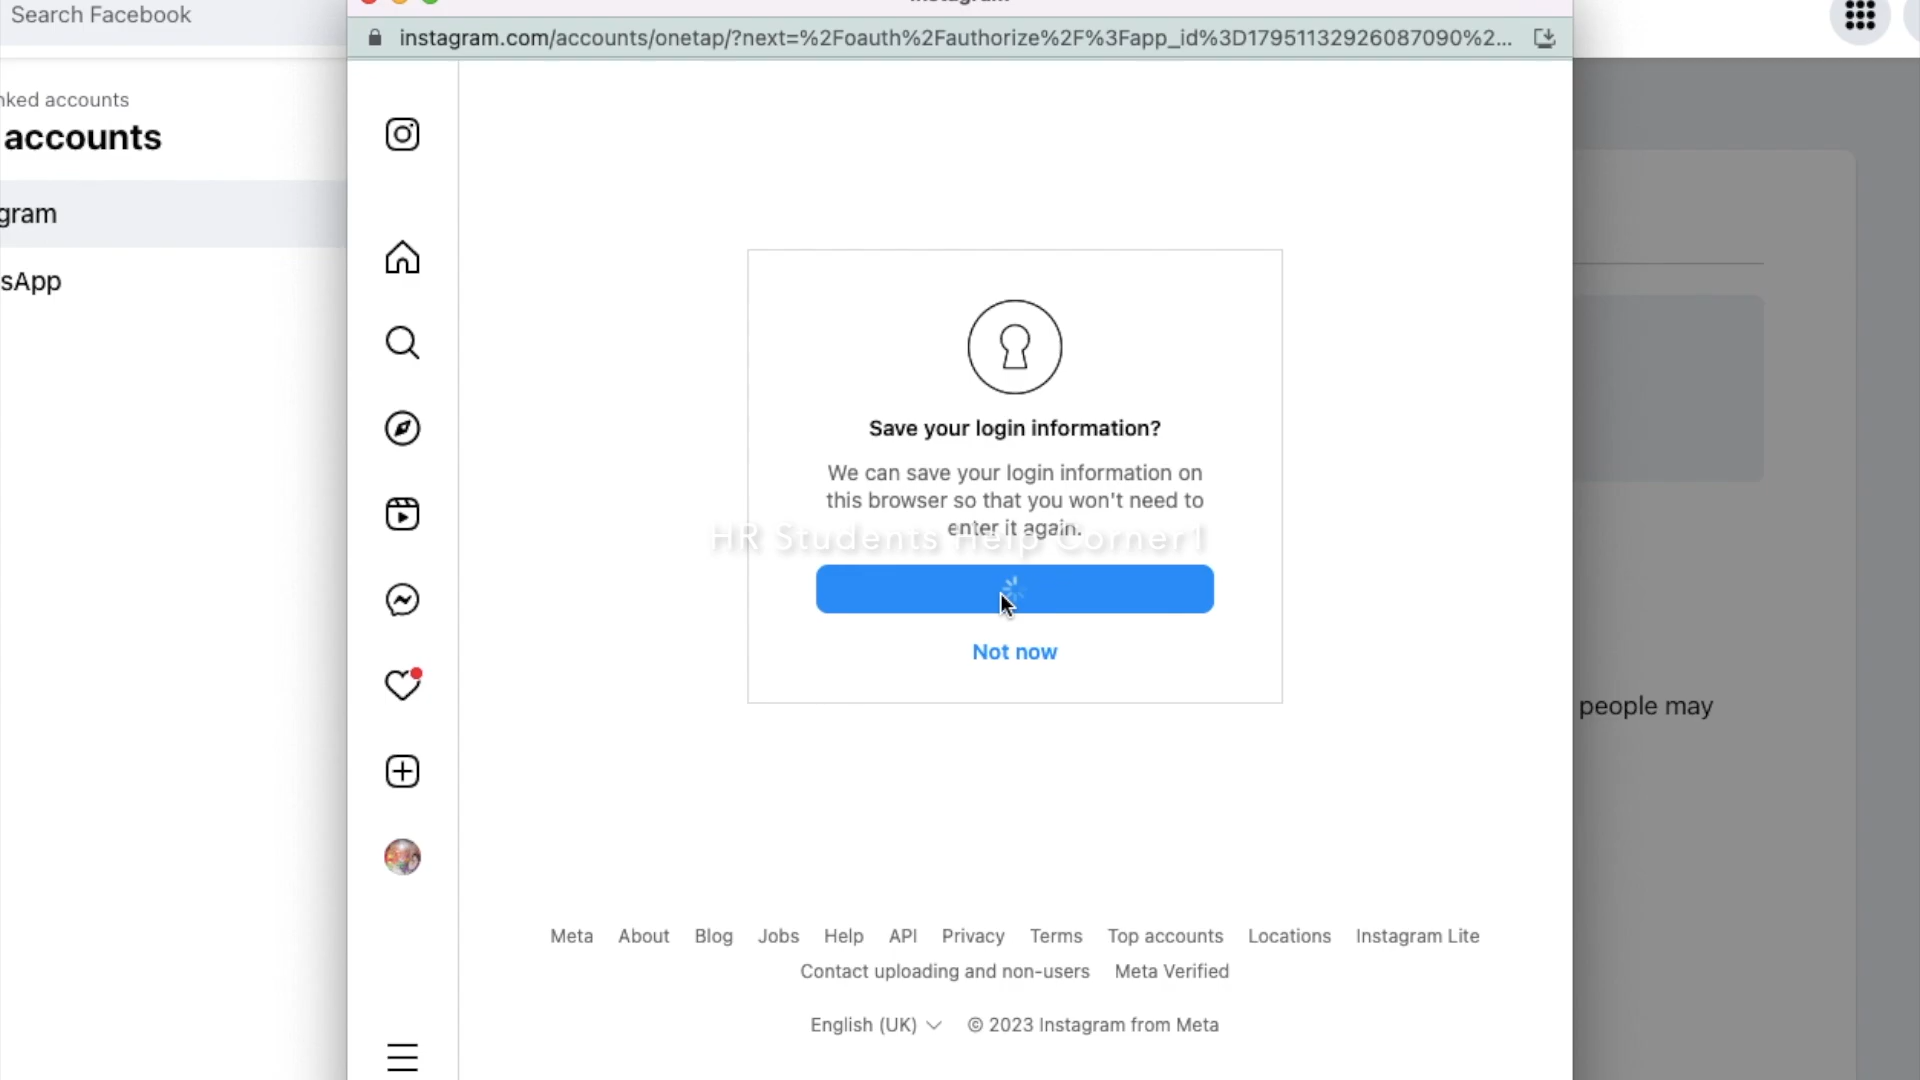 Search Facebook
Instagram
instagram.com/accounts/onetap/?next=%2Foauth%2Fauthorize%2F%3Fapp_id%3D17951132926087090%2...
nked accounts
accounts
gram
sApp
Save your login information?
We can save your login information on
this browser so that you won't need to
enter it again.
HR Students Help Corner1
Not now
people may
Meta About Blog Jobs Help API Privacy Terms Top accounts Locations Instagram Lite
Contact uploading and non-users Meta Verified
English (UK) © 2023 Instagram from Meta